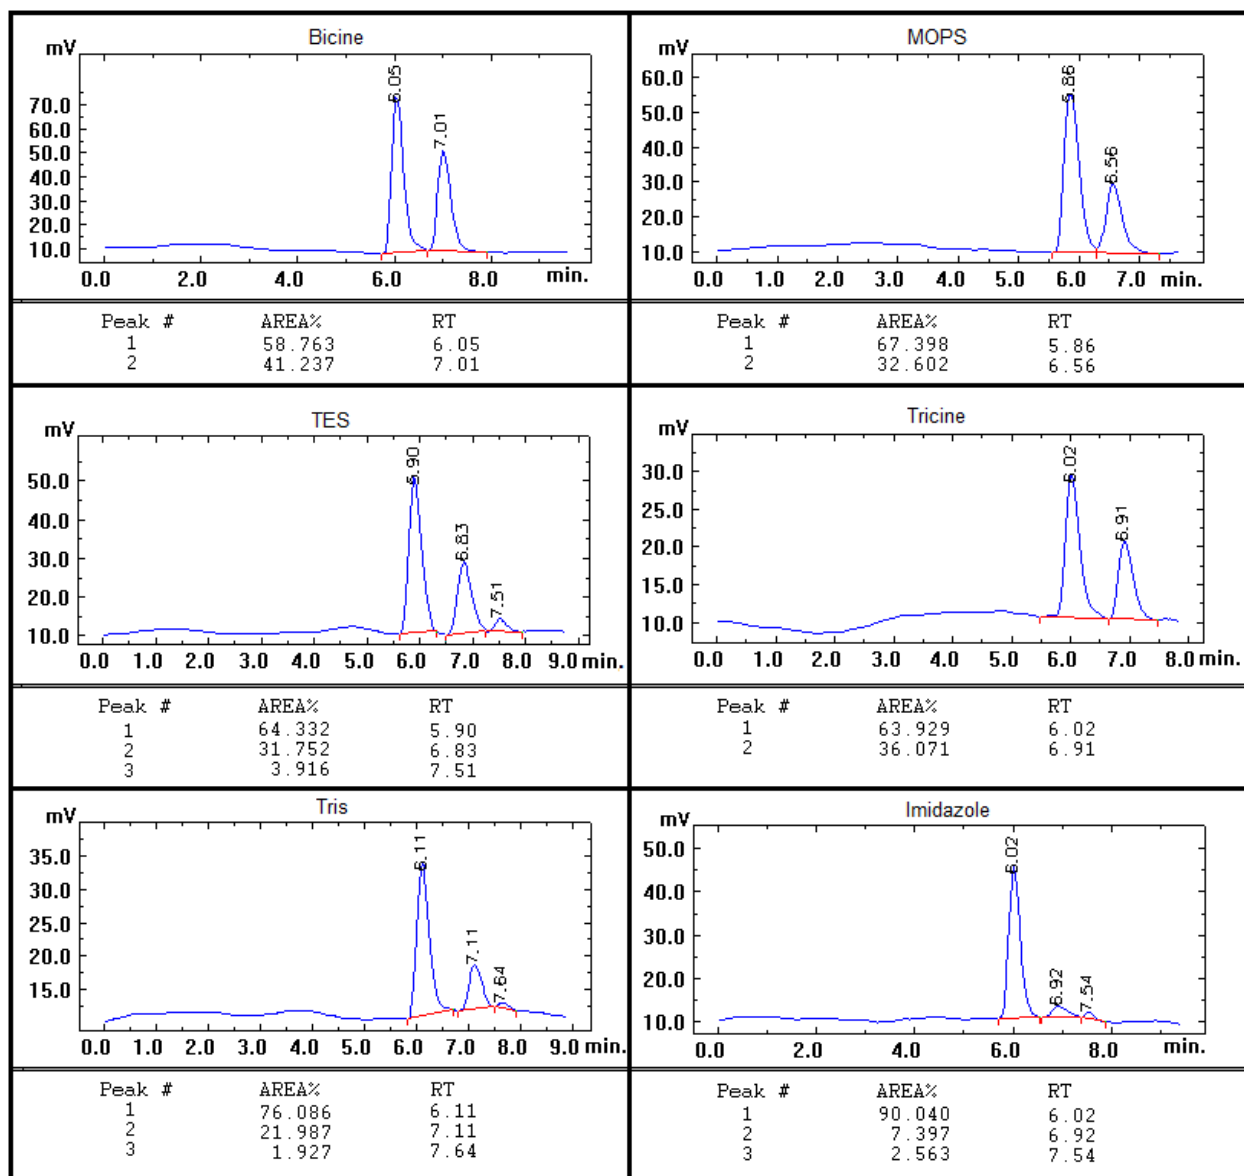 Bicine
mV
70.0
60.0
50.0
40.0
30.0
20.0
10.0
6.05
7.01
0.0 2.0 4.0 6.0 8.0 min.
Peak # AREA% RT
1 58.763 6.05
2 41.237 7.01
MOPS
mV
60.0
50.0
40.0
30.0
20.0
10.0
5.86
6.56
0.0 1.0 2.0 3.0 4.0 5.0 6.0 7.0 min.
Peak # AREA% RT
1 67.398 5.86
2 32.602 6.56
TES
mV
50.0
40.0
30.0
20.0
10.0
5.90
6.83
7.51
0.0 1.0 2.0 3.0 4.0 5.0 6.0 7.0 8.0 9.0 min.
Peak # AREA% RT
1 64.332 5.90
2 31.752 6.83
3 3.916 7.51
Tricine
mV
30.0
25.0
20.0
15.0
10.0
6.02
6.91
0.0 1.0 2.0 3.0 4.0 5.0 6.0 7.0 8.0 min.
Peak # AREA% RT
1 63.929 6.02
2 36.071 6.91
Tris
mV
35.0
30.0
25.0
20.0
15.0
6.11
7.11
7.64
0.0 1.0 2.0 3.0 4.0 5.0 6.0 7.0 8.0 9.0 min.
Peak # AREA% RT
1 76.086 6.11
2 21.987 7.11
3 1.927 7.64
Imidazole
mV
50.0
40.0
30.0
20.0
10.0
6.02
6.92
7.54
0.0 2.0 4.0 6.0 8.0 min.
Peak # AREA% RT
1 90.040 6.02
2 7.397 6.92
3 2.563 7.54